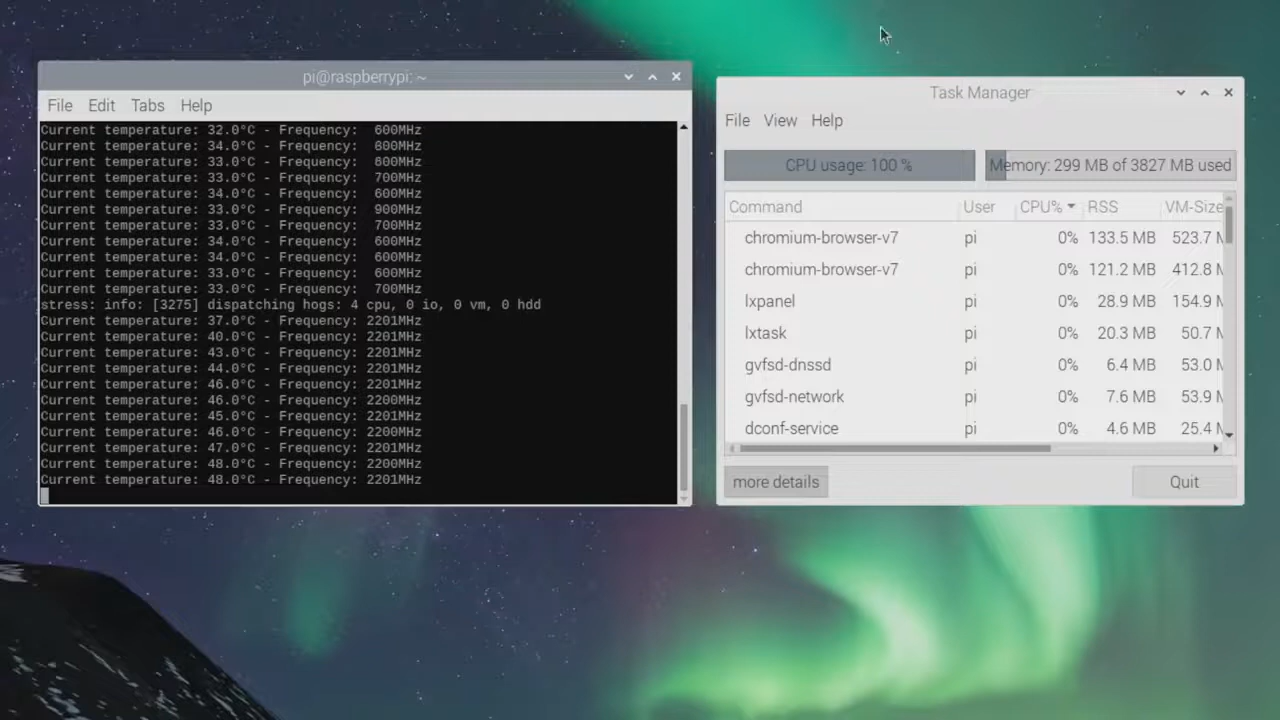 pi@raspberrypi: ~
File Edit Tabs Help
Current temperature: 32.0°C - Frequency:  600MHz
Current temperature: 34.0°C - Frequency:  600MHz
Current temperature: 33.0°C - Frequency:  600MHz
Current temperature: 33.0°C - Frequency:  700MHz
Current temperature: 34.0°C - Frequency:  600MHz
Current temperature: 33.0°C - Frequency:  900MHz
Current temperature: 33.0°C - Frequency:  700MHz
Current temperature: 34.0°C - Frequency:  600MHz
Current temperature: 34.0°C - Frequency:  600MHz
Current temperature: 33.0°C - Frequency:  600MHz
Current temperature: 33.0°C - Frequency:  700MHz
stress: info: [3275] dispatching hogs: 4 cpu, 0 io, 0 vm, 0 hdd
Current temperature: 37.0°C - Frequency: 2201MHz
Current temperature: 40.0°C - Frequency: 2201MHz
Current temperature: 43.0°C - Frequency: 2201MHz
Current temperature: 44.0°C - Frequency: 2201MHz
Current temperature: 46.0°C - Frequency: 2201MHz
Current temperature: 46.0°C - Frequency: 2200MHz
Current temperature: 45.0°C - Frequency: 2201MHz
Current temperature: 46.0°C - Frequency: 2200MHz
Current temperature: 47.0°C - Frequency: 2201MHz
Current temperature: 48.0°C - Frequency: 2200MHz
Current temperature: 48.0°C - Frequency: 2201MHz
Task Manager
File View Help
CPU usage: 100 % Memory: 299 MB of 3827 MB used
Command User CPU% RSS VM-Size
chromium-browser-v7 pi 0% 133.5 MB 523.7 M
chromium-browser-v7 pi 0% 121.2 MB 412.8 M
lxpanel pi 0% 28.9 MB 154.9 M
lxtask pi 0% 20.3 MB 50.7 M
gvfsd-dnssd pi 0% 6.4 MB 53.0 M
gvfsd-network pi 0% 7.6 MB 53.9 M
dconf-service pi 0% 4.6 MB 25.4 M
more details Quit